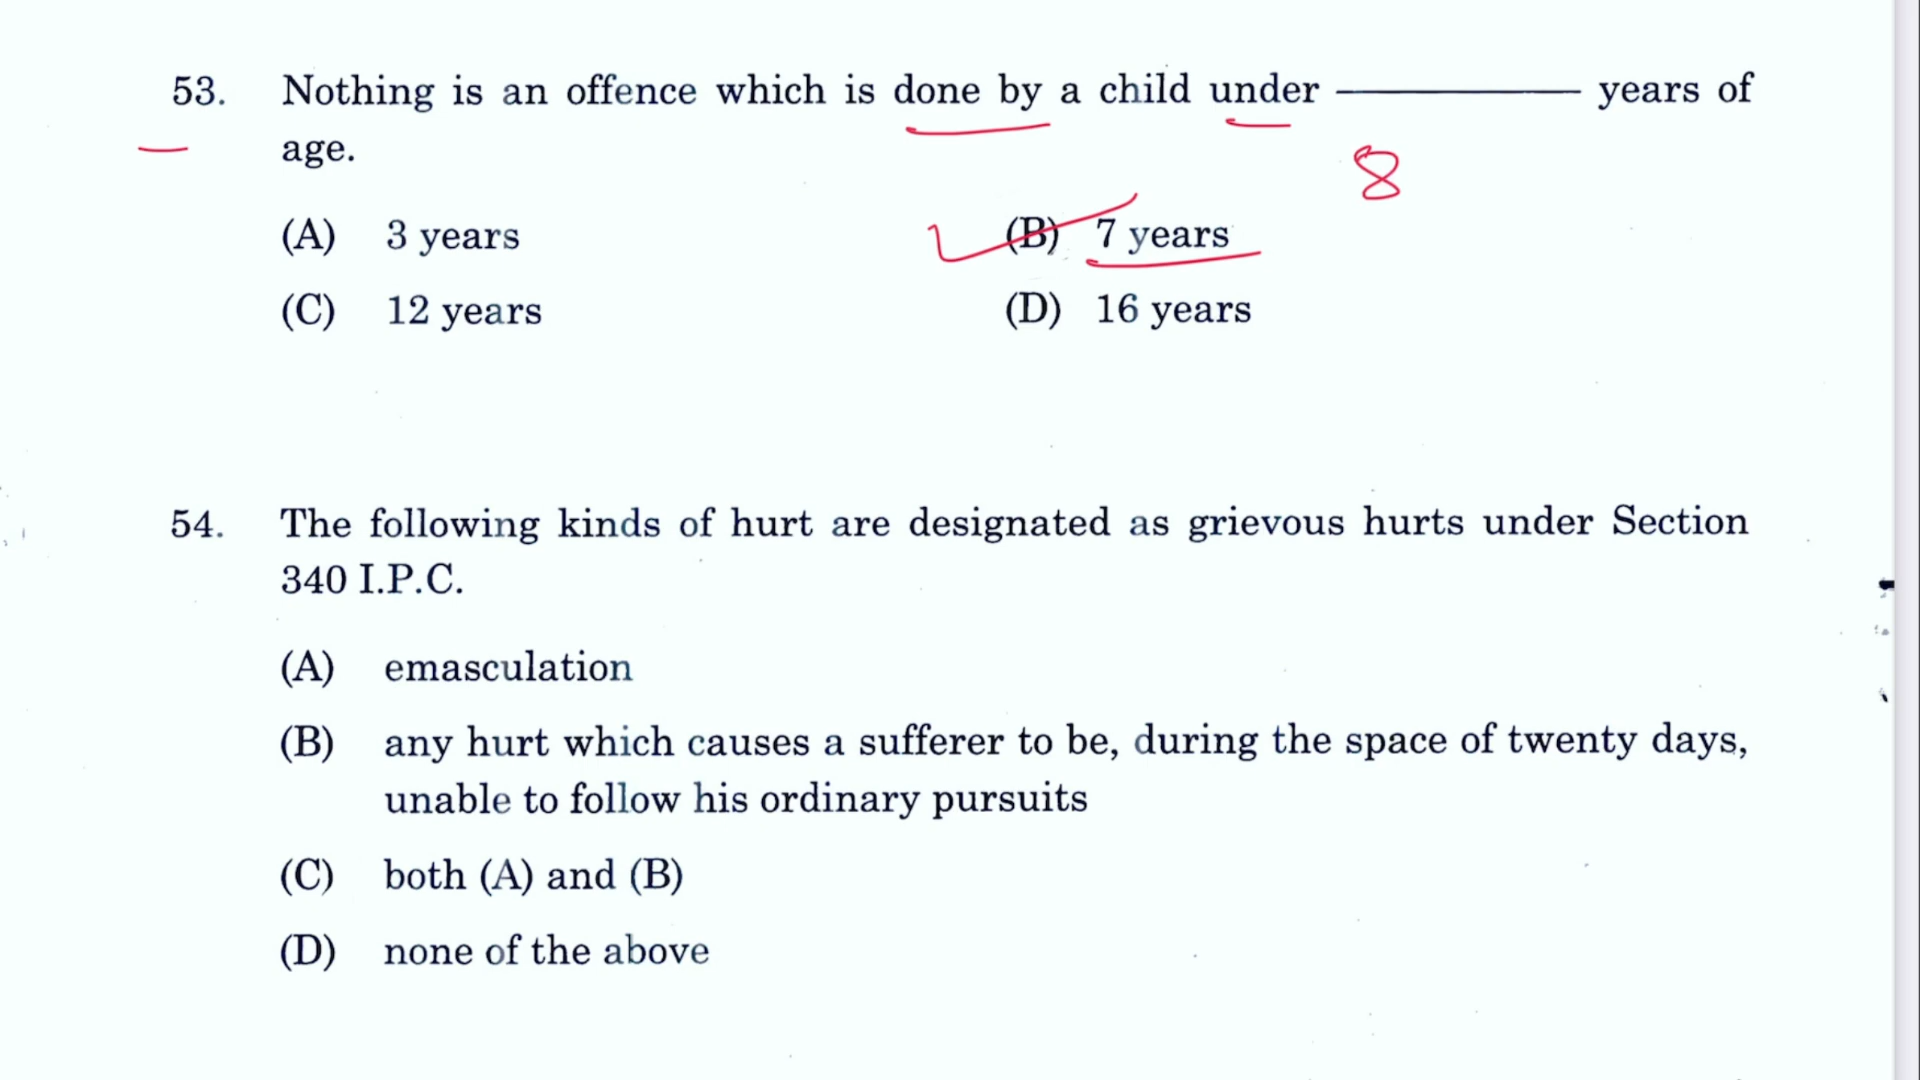 53. Nothing is an offence which is done by a child under ________ years of
age.
8
(A) 3 years
(B) 7 years
(C) 12 years
(D) 16 years
54. The following kinds of hurt are designated as grievous hurts under Section
340 I.P.C.
(A) emasculation
(B) any hurt which causes a sufferer to be, during the space of twenty days,
unable to follow his ordinary pursuits
(C) both (A) and (B)
(D) none of the above